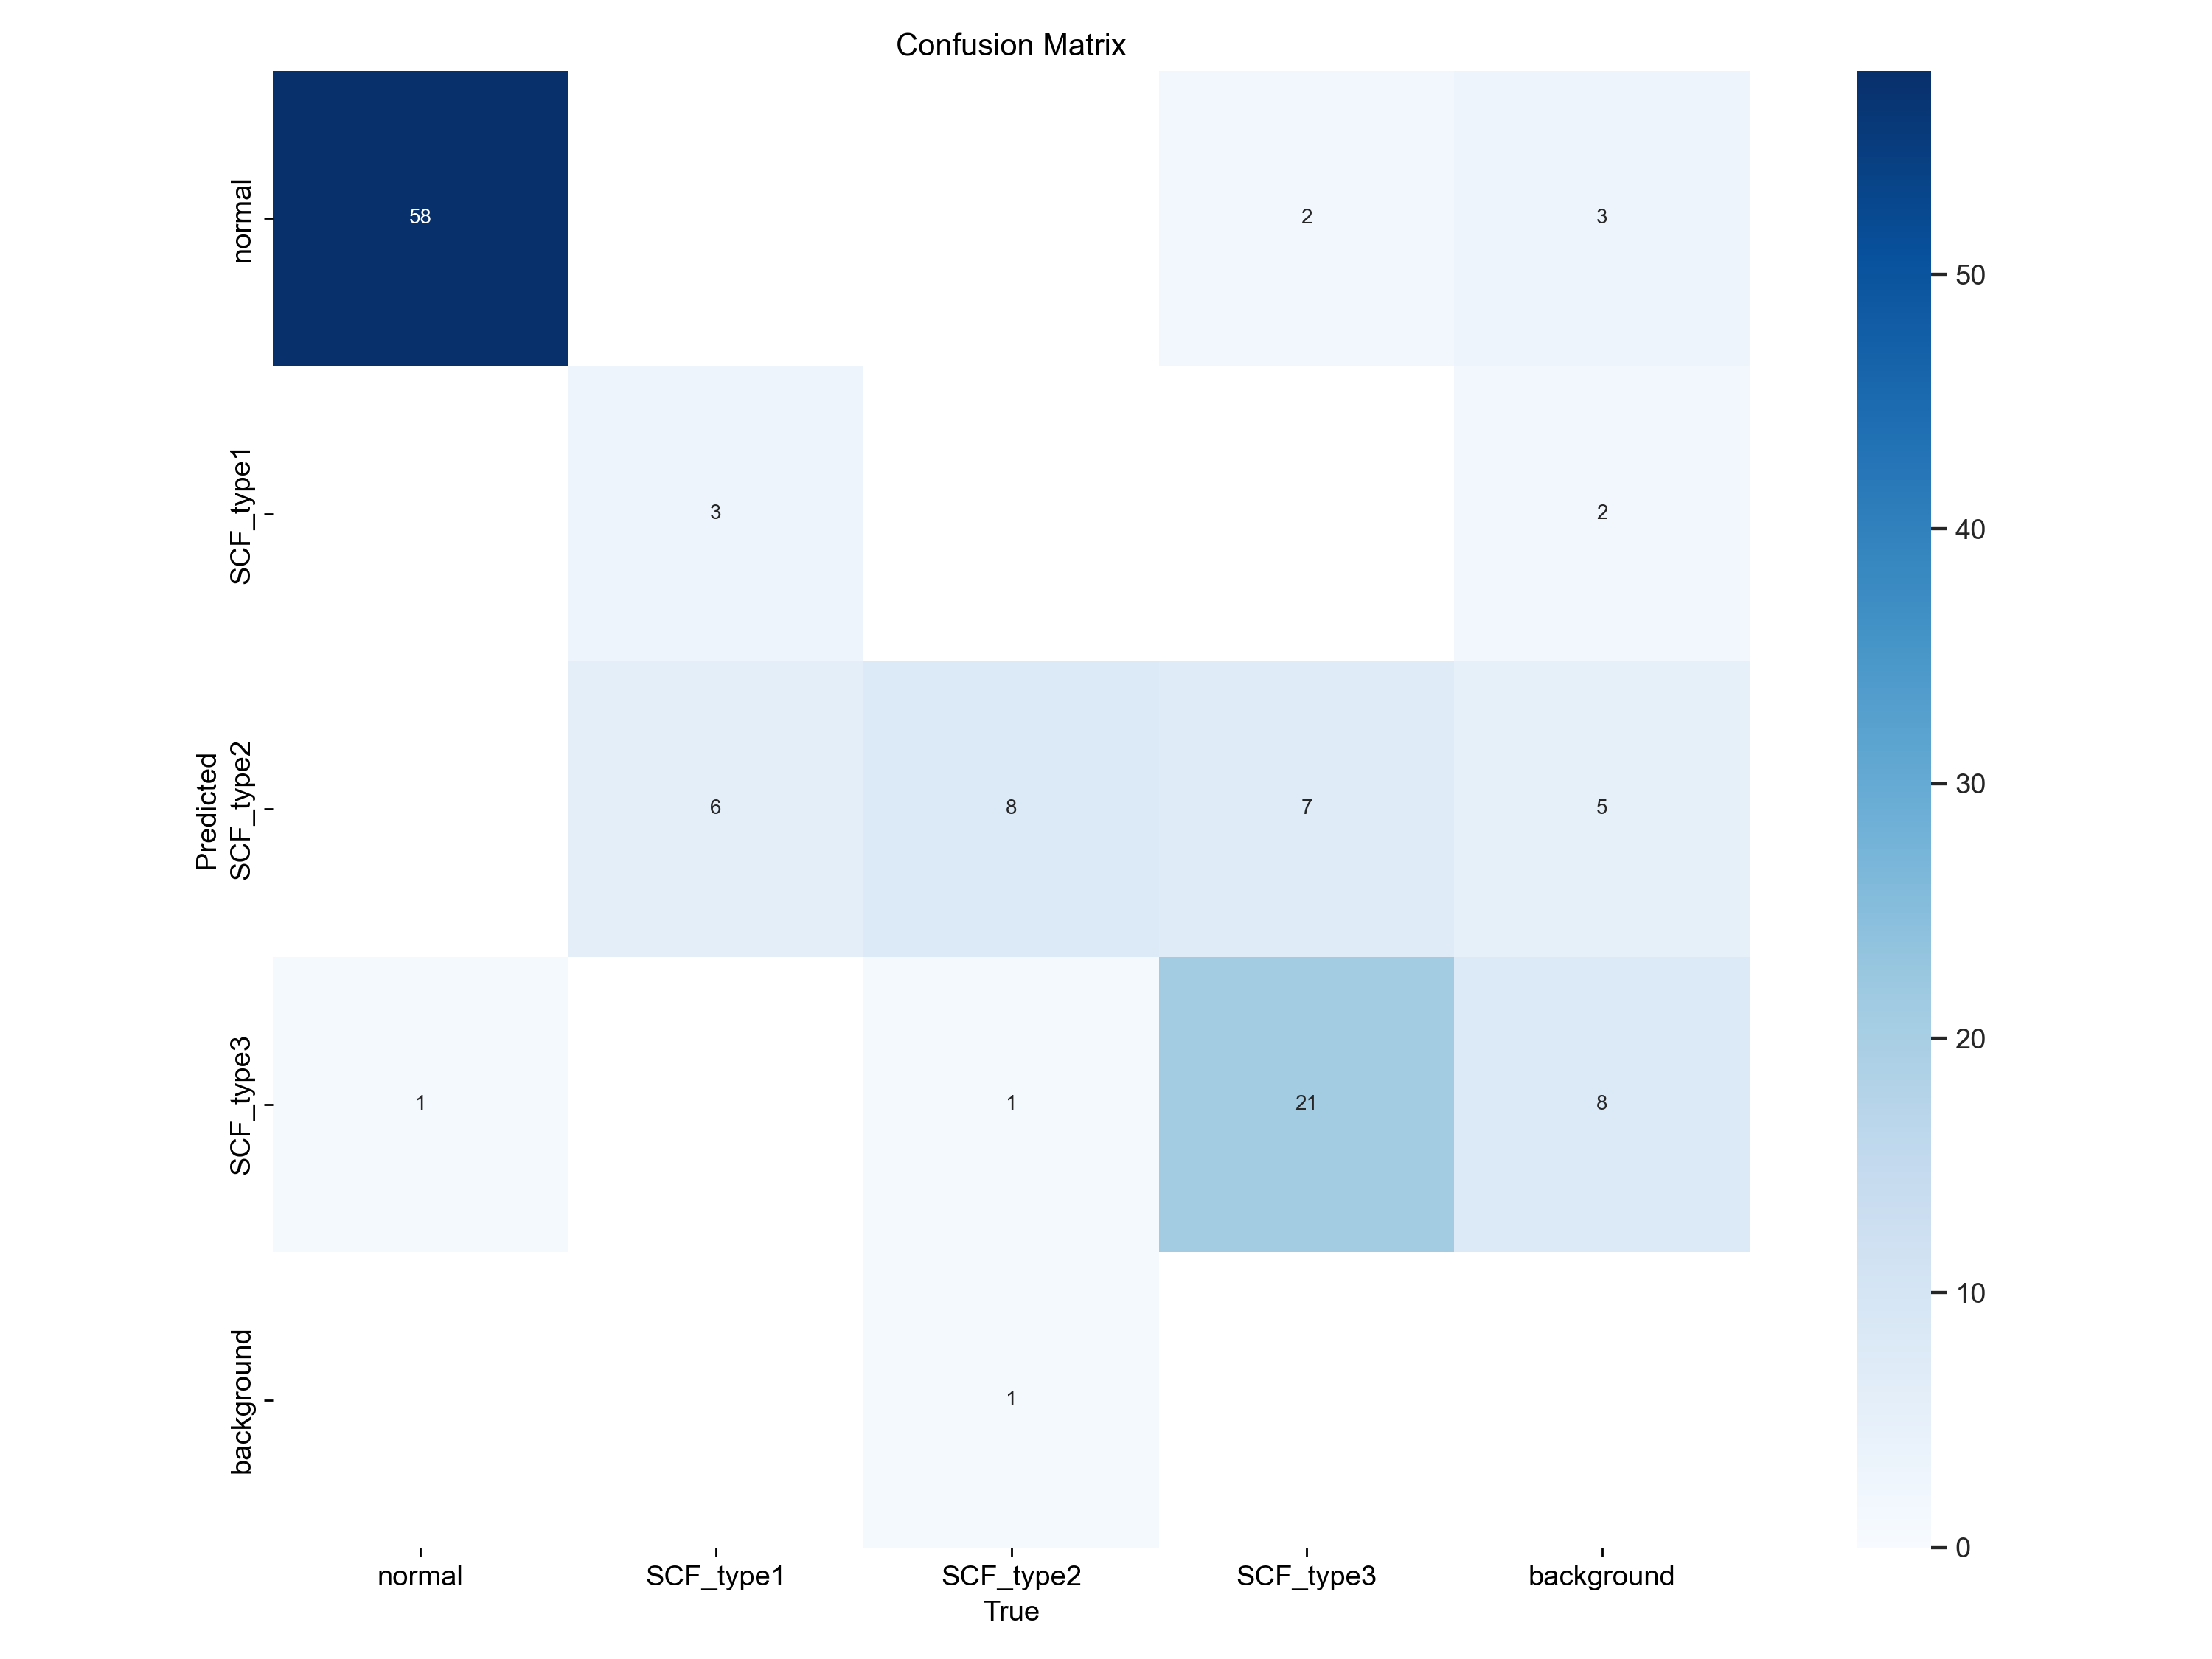 Confusion Matrix
normal
58
2
3
50
SCF_type1
3
2
40
Predicted
SCF_type2
6
8
7
5
30
SCF_type3
1
1
21
8
20
10
background
1
0
normal
SCF_type1
SCF_type2
SCF_type3
background
True